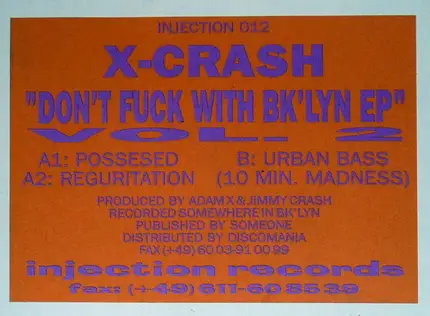 INJECTION 012
X-CRASH
"DON'T FUCK WITH BK'LYN EP"
VOL. 2
A1: POSSESED B: URBAN BASS
A2: REGURITATION (10 MIN. MADNESS)
PRODUCED BY ADAM X & JIMMY CRASH
RECORDED SOMEWHERE IN BK'LYN
PUBLISHED BY SOMEONE
DISTRIBUTED BY DISCOMANIA
FAX (+49) 60 03-91 00 99
injection records
fax: (+49) 611-60 85 39